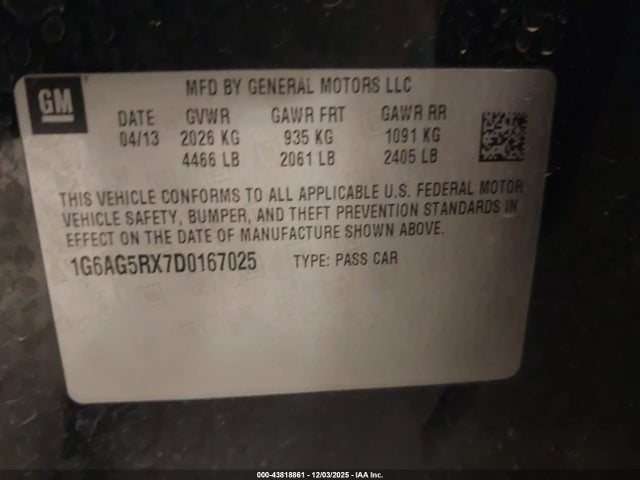 GM
MFD BY GENERAL MOTORS LLC
DATE GVWR GAWR FRT GAWR RR
04/13 2026 KG 935 KG 1091 KG
4466 LB 2061 LB 2405 LB
THIS VEHICLE CONFORMS TO ALL APPLICABLE U.S. FEDERAL MOTOR
VEHICLE SAFETY, BUMPER, AND THEFT PREVENTION STANDARDS IN
EFFECT ON THE DATE OF MANUFACTURE SHOWN ABOVE.
1G6AG5RX7D0167025 TYPE: PASS CAR
000-43818861 - 12/03/2025 - IAA Inc.